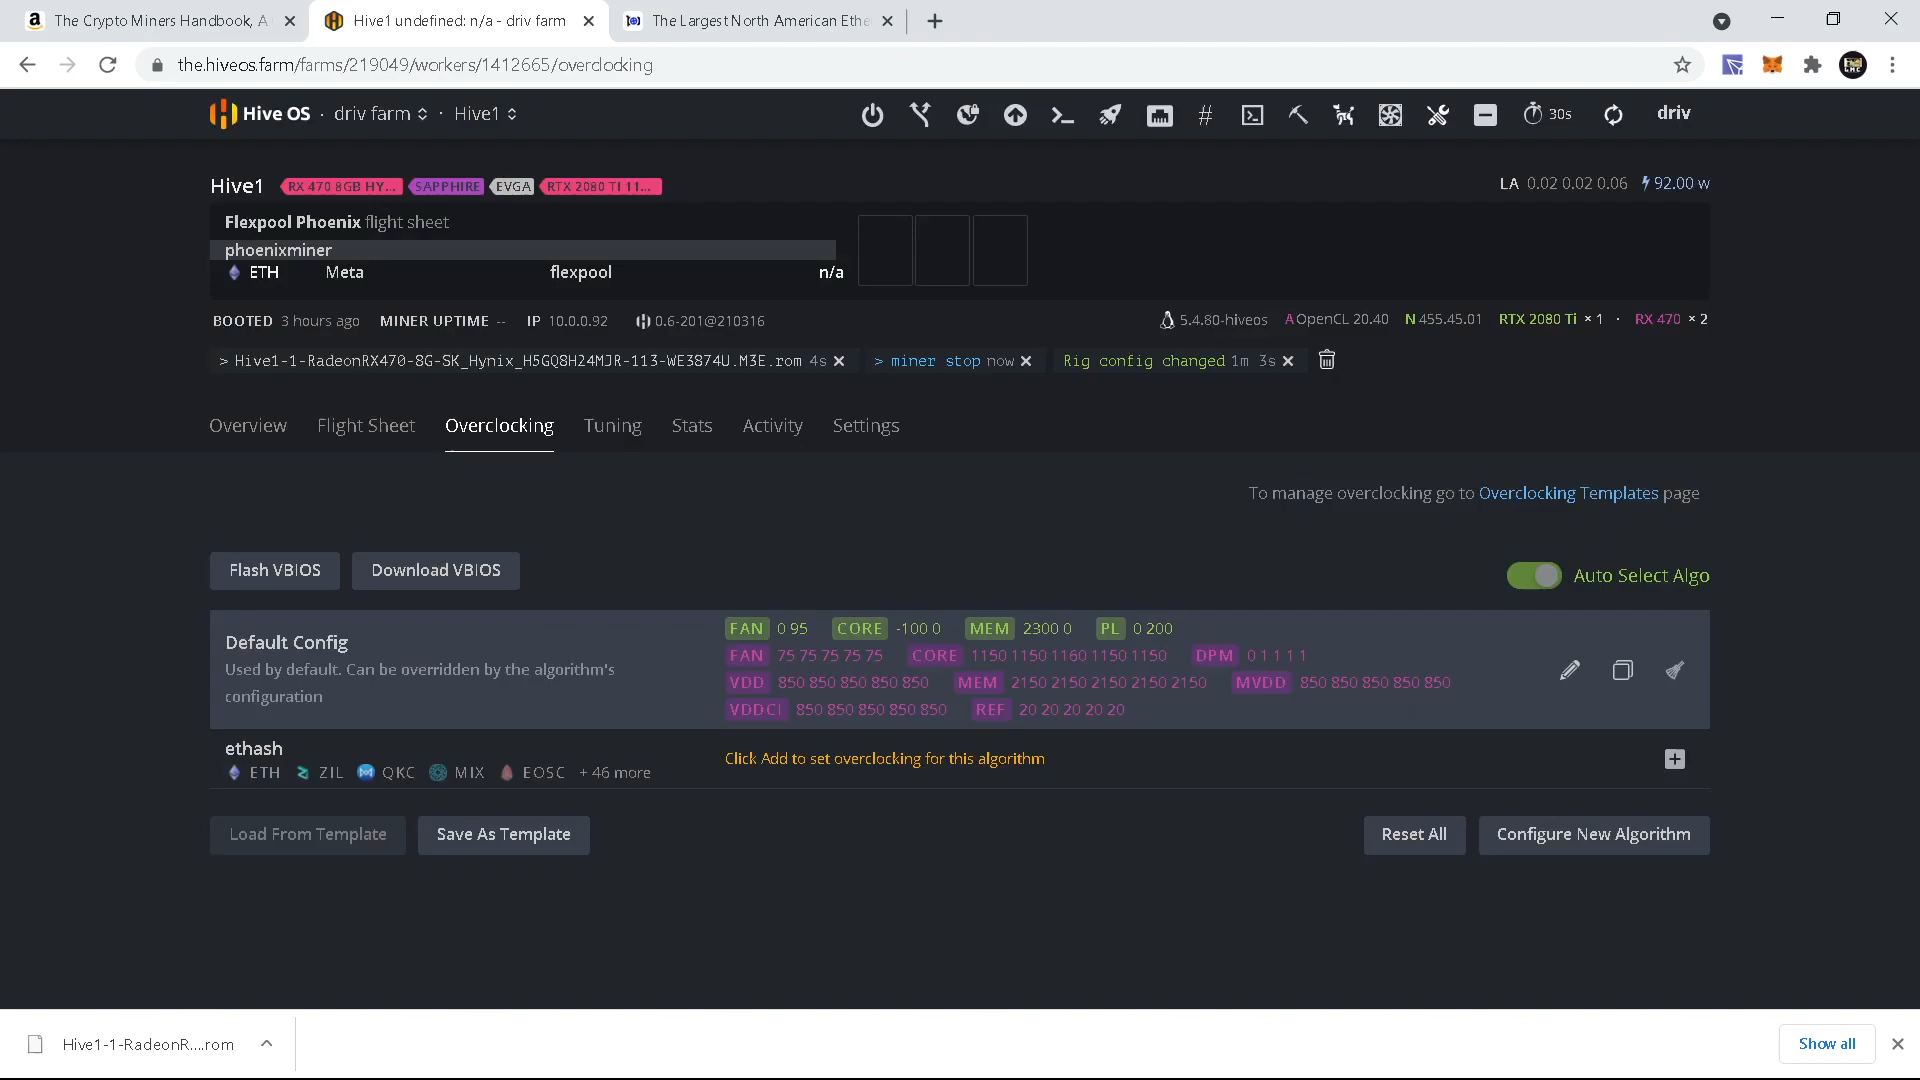 The Crypto Miners Handbook, A
Hive1 undefined: n/a - driv farm
The Largest North American Ethe
the.hiveos.farm/farms/219049/workers/1412665/overclocking
Hive OS · driv farm · Hive1
30s
driv
Hive1 RX 470 8GB HY... SAPPHIRE EVGA RTX 2080 TI 11...
LA 0.02 0.02 0.06 92.00 w
Flexpool Phoenix flight sheet
phoenixminer
ETH Meta flexpool n/a
BOOTED 3 hours ago MINER UPTIME -- IP 10.0.0.92 0.6-201@210316
5.4.80-hiveos A OpenCL 20.40 N 455.45.01 RTX 2080 Ti × 1 · RX 470 × 2
> Hive1-1-RadeonRX470-8G-SK_Hynix_H5GQ8H24MJR-113-WE3874U.M3E.rom 4s
> miner stop now
Rig config changed 1m 3s
Overview Flight Sheet Overclocking Tuning Stats Activity Settings
To manage overclocking go to Overclocking Templates page
Flash VBIOS Download VBIOS
Auto Select Algo
Default Config
Used by default. Can be overridden by the algorithm's
configuration
FAN 0 95 CORE -100 0 MEM 2300 0 PL 0 200
FAN 75 75 75 75 75 CORE 1150 1150 1160 1150 1150 DPM 0 1 1 1 1
VDD 850 850 850 850 850 MEM 2150 2150 2150 2150 2150 MVDD 850 850 850 850 850
VDDCI 850 850 850 850 850 REF 20 20 20 20 20
ethash
ETH ZIL QKC MIX EOSC + 46 more
Click Add to set overclocking for this algorithm
Load From Template Save As Template
Reset All Configure New Algorithm
Hive1-1-RadeonR....rom
Show all